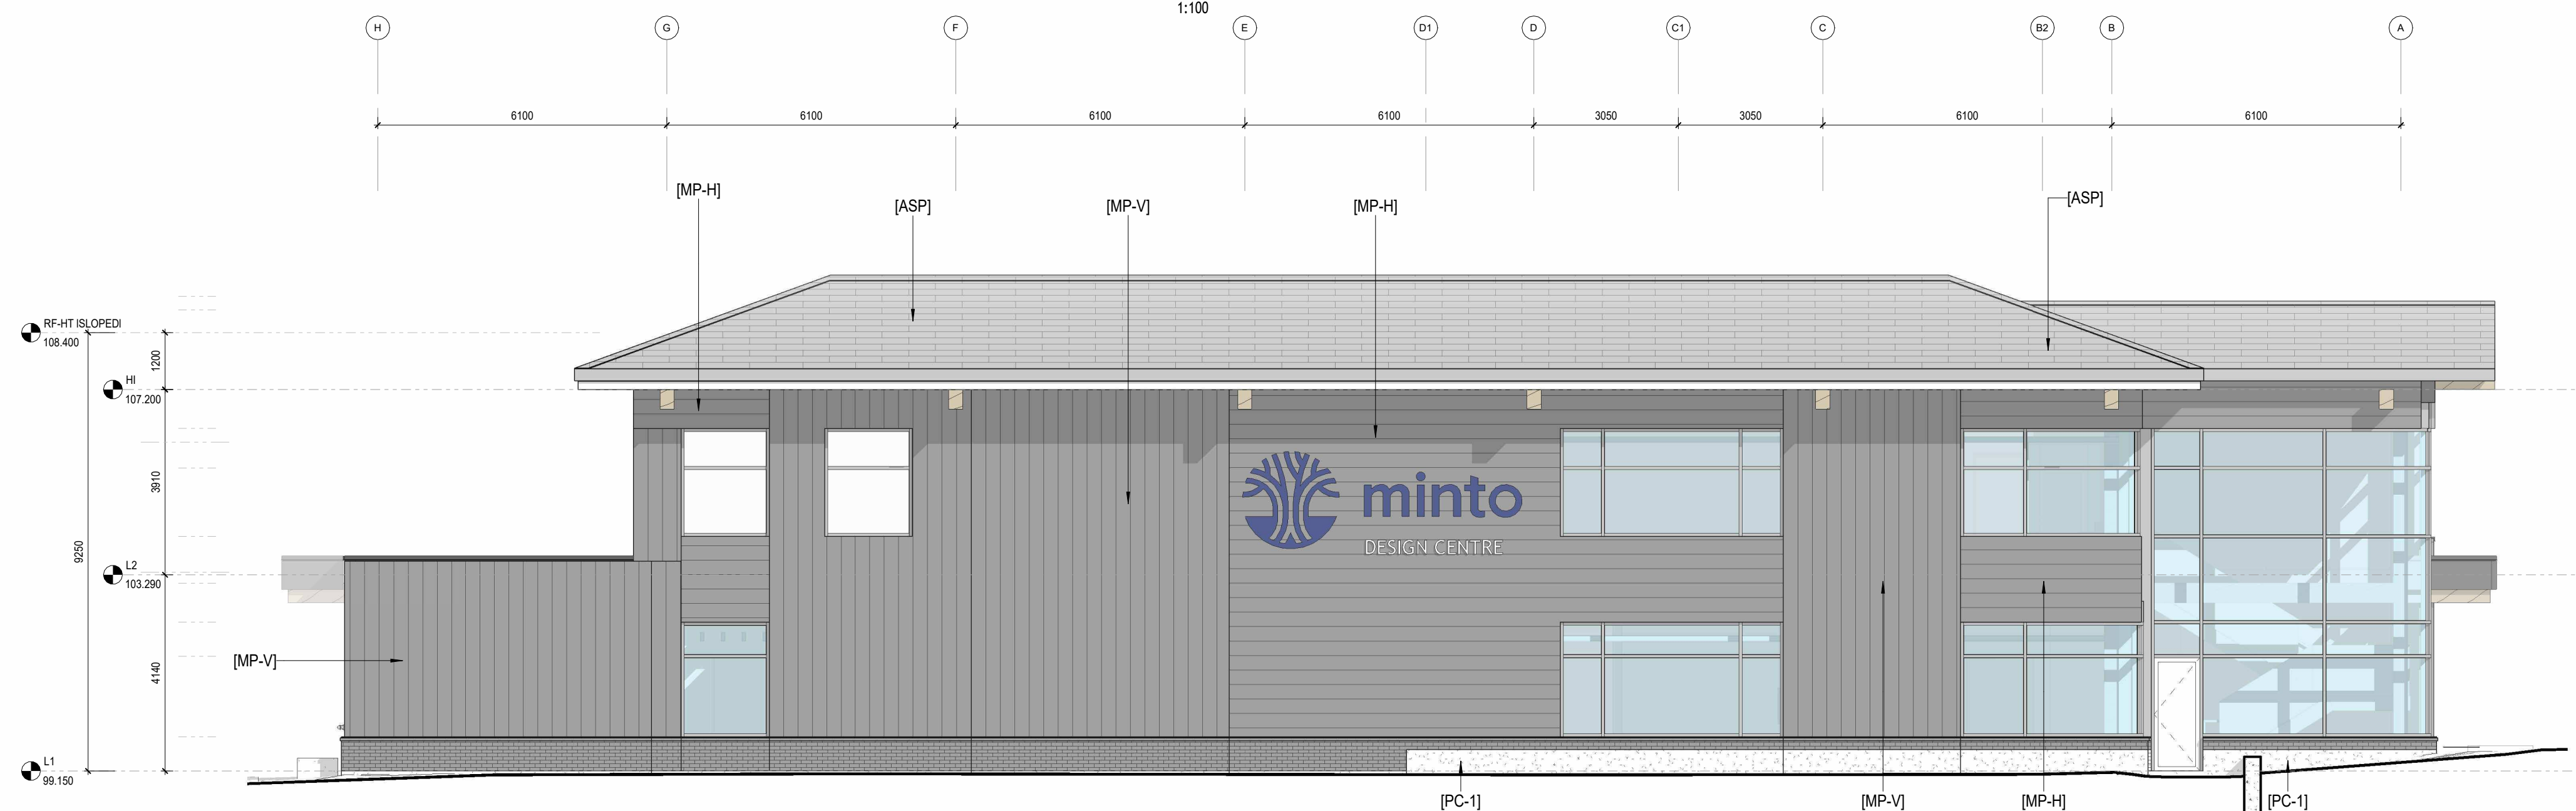 1:100
H G F E D1 D C1 C B2 B A
6100 6100 6100 6100 3050 3050 6100 6100
[MP-H]
[ASP] [MP-V] [MP-H] [ASP]
RF-HT ISLOPEDI
108.400
1200
HI
107.200
3910
9250
minto
DESIGN CENTRE
L2
103.290
[MP-V]
4140
L1
99.150
[PC-1] [MP-V] [MP-H] [PC-1]